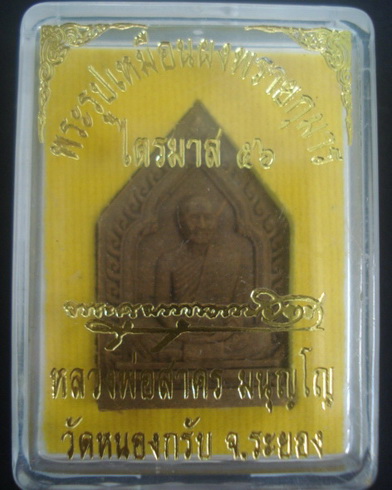 พระรูปเหมือนผงพรายกุมาร
ไตรมาส ๕๖
หลวงพ่อสาคร มนุญโญ
วัดหนองกรับ จ.ระยอง